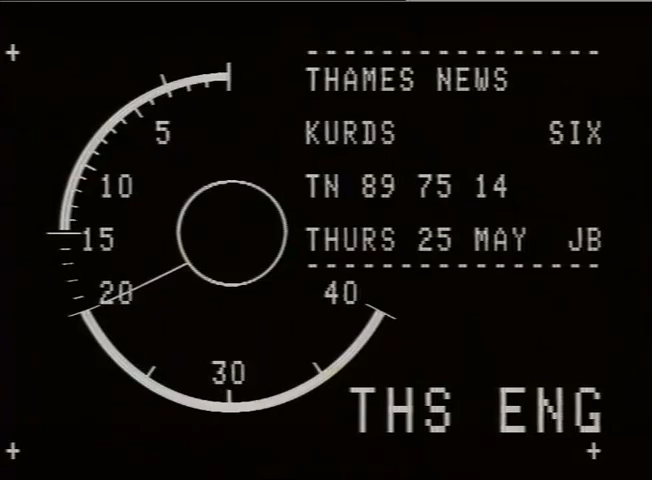 THAMES NEWS
KURDS SIX
TN 89 75 14
THURS 25 MAY JB
5
10
15
20
30
40
THS ENG